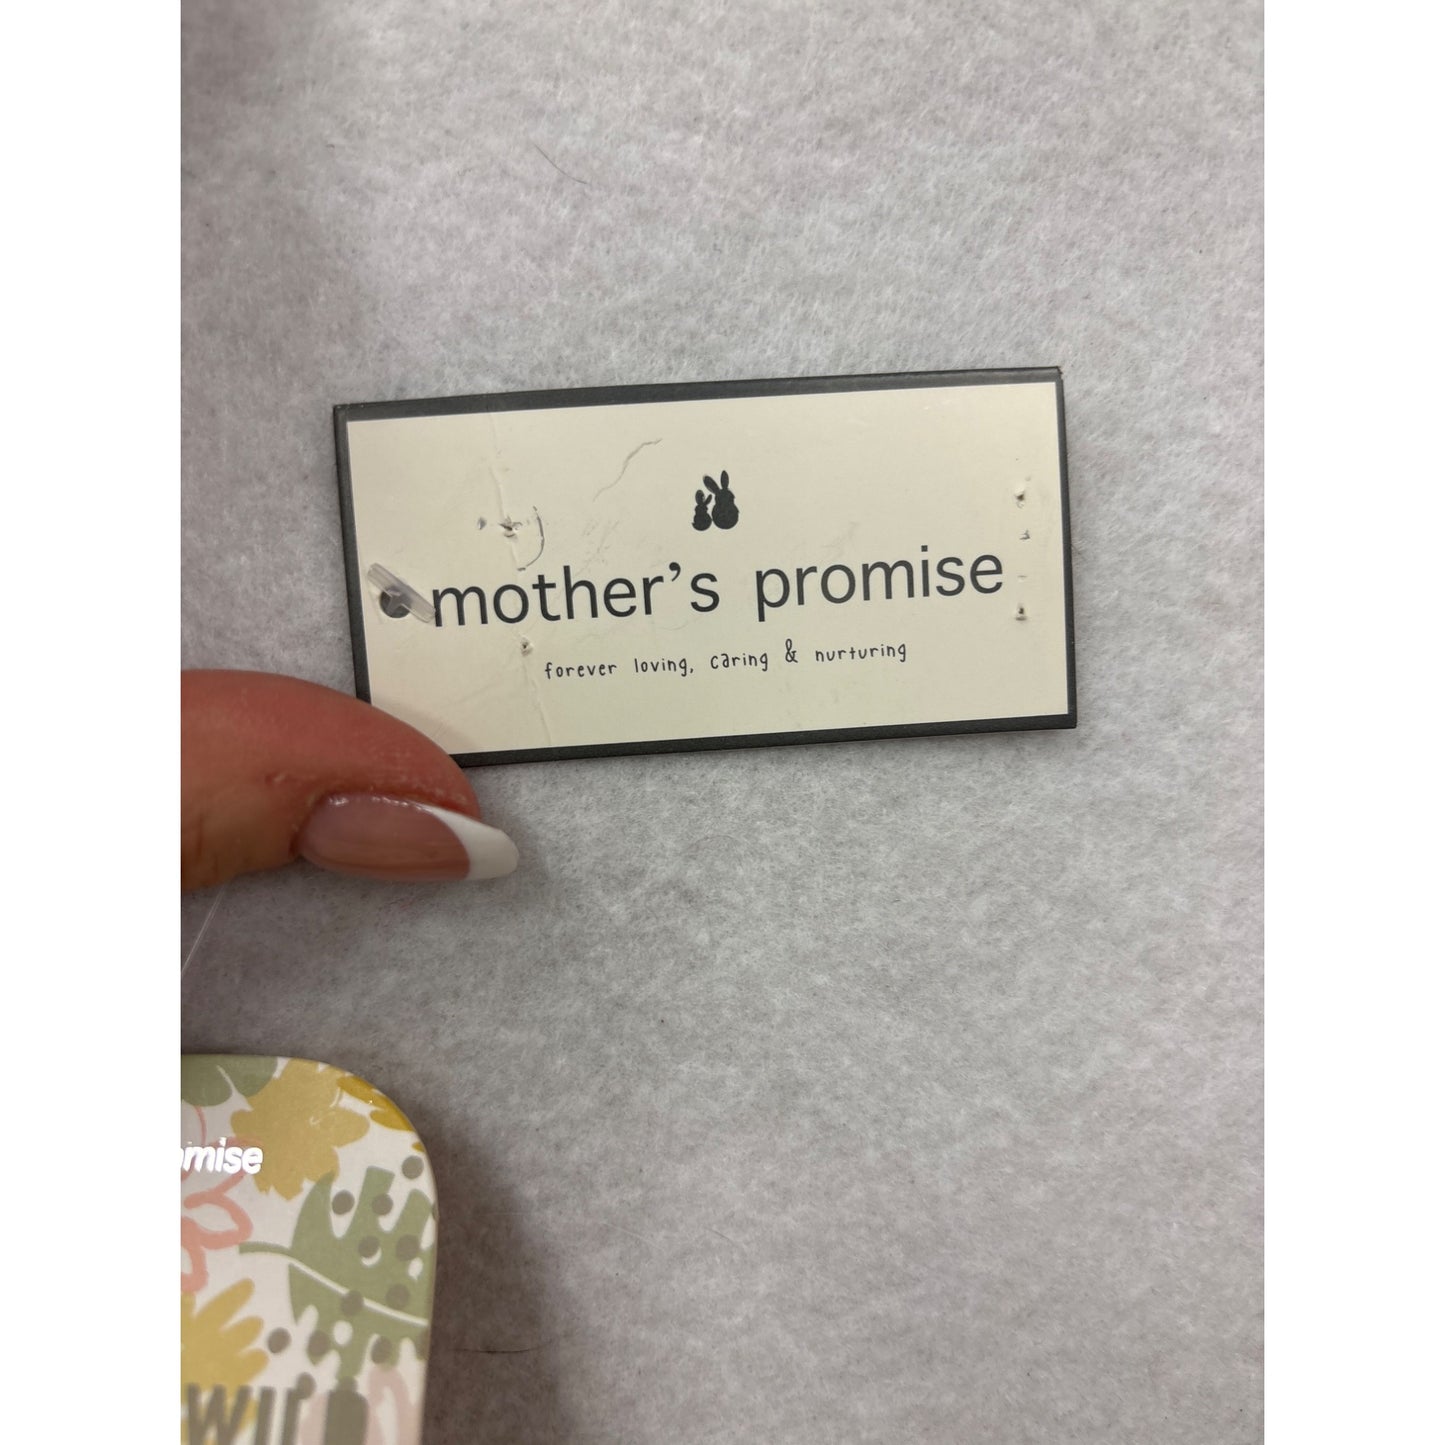 mother's promise
forever loving, caring & nurturing
omise